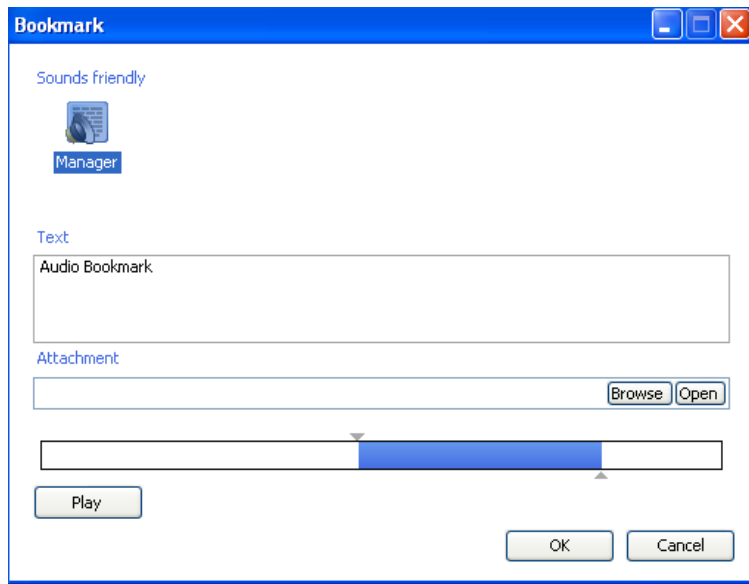 Bookmark
Sounds friendly
Manager
Text
Audio Bookmark
Attachment
Browse Open
Play
OK Cancel